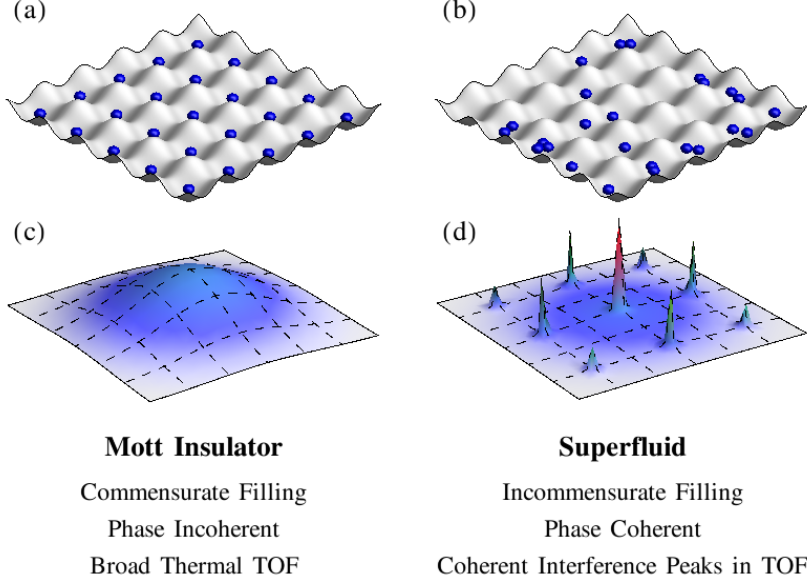 (a)
(b)
(c)
(d)
Mott Insulator
Superfluid
Commensurate Filling
Incommensurate Filling
Phase Incoherent
Phase Coherent
Broad Thermal TOF
Coherent Interference Peaks in TOF